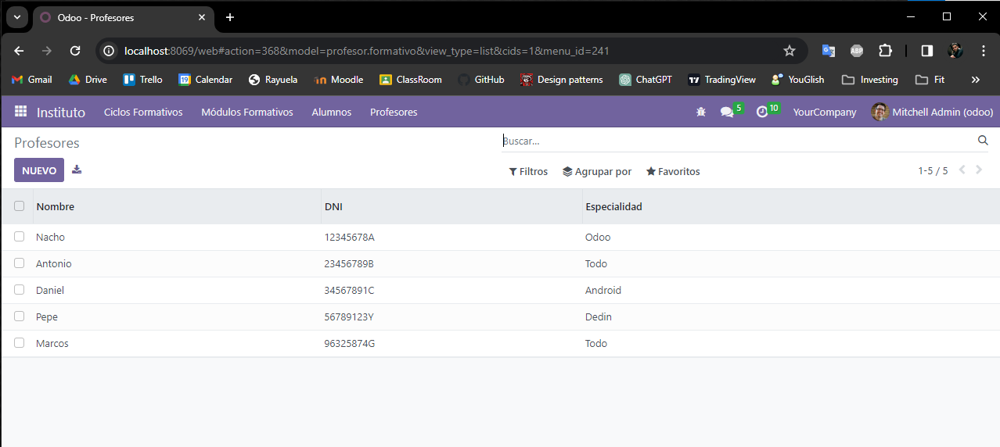 Odoo - Profesores
localhost:8069/web#action=368&model=profesor.formativo&view_type=list&cids=1&menu_id=241
Gmail Drive Trello 19 Calendar Rayuela Moodle ClassRoom GitHub Design patterns ChatGPT TradingView YouGlish Investing Fit »
Instituto Ciclos Formativos Módulos Formativos Alumnos Profesores 5 10 YourCompany Mitchell Admin (odoo)
Profesores Buscar...
NUEVO Filtros Agrupar por Favoritos 1-5 / 5
Nombre DNI Especialidad
Nacho 12345678A Odoo
Antonio 23456789B Todo
Daniel 34567891C Android
Pepe 56789123Y Dedin
Marcos 96325874G Todo